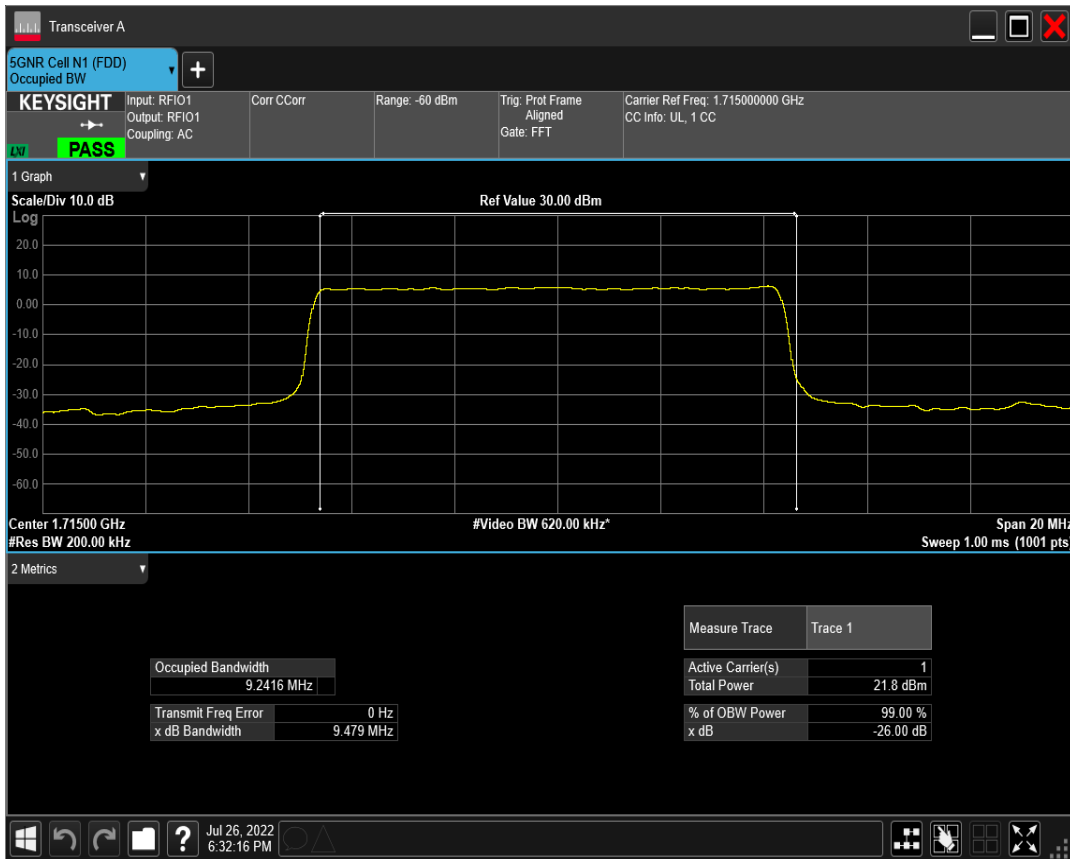 Transceiver A
5GNR Cell N1 (FDD)
Occupied BW
+
KEYSIGHT
LXI
PASS
Input: RFIO1
Output: RFIO1
Coupling: AC
Corr CCorr
Range: -60 dBm
Trig: Prot Frame
Aligned
Gate: FFT
Carrier Ref Freq: 1.715000000 GHz
CC Info: UL, 1 CC
1 Graph
Scale/Div 10.0 dB
Ref Value 30.00 dBm
Log
20.0
10.0
0.00
-10.0
-20.0
-30.0
-40.0
-50.0
-60.0
Center 1.71500 GHz
#Video BW 620.00 kHz*
Span 20 MHz
#Res BW 200.00 kHz
Sweep 1.00 ms (1001 pts)
2 Metrics
Measure Trace Trace 1
Occupied Bandwidth
9.2416 MHz
Active Carrier(s) 1
Total Power 21.8 dBm
Transmit Freq Error 0 Hz
x dB Bandwidth 9.479 MHz
% of OBW Power 99.00 %
x dB -26.00 dB
?
Jul 26, 2022
6:32:16 PM